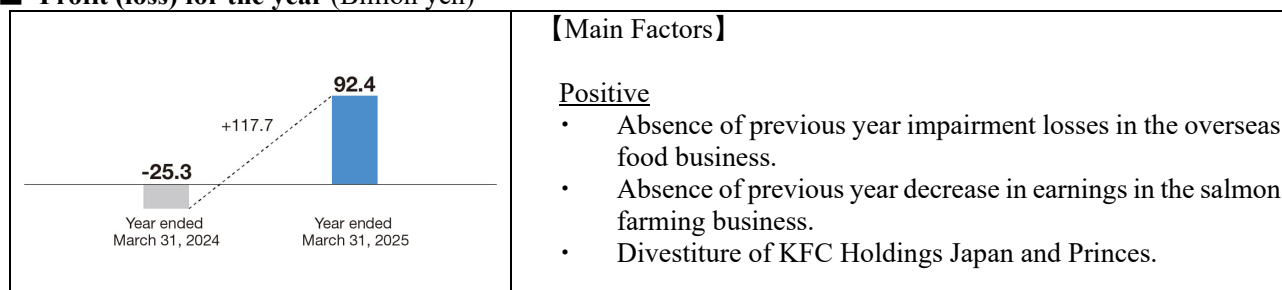 ■ Profit (loss) for the year (Billion yen)
92.4
+117.7
-25.3
Year ended
March 31, 2024
Year ended
March 31, 2025
【Main Factors】
Positive
・ Absence of previous year impairment losses in the overseas
food business.
・ Absence of previous year decrease in earnings in the salmon
farming business.
・ Divestiture of KFC Holdings Japan and Princes.